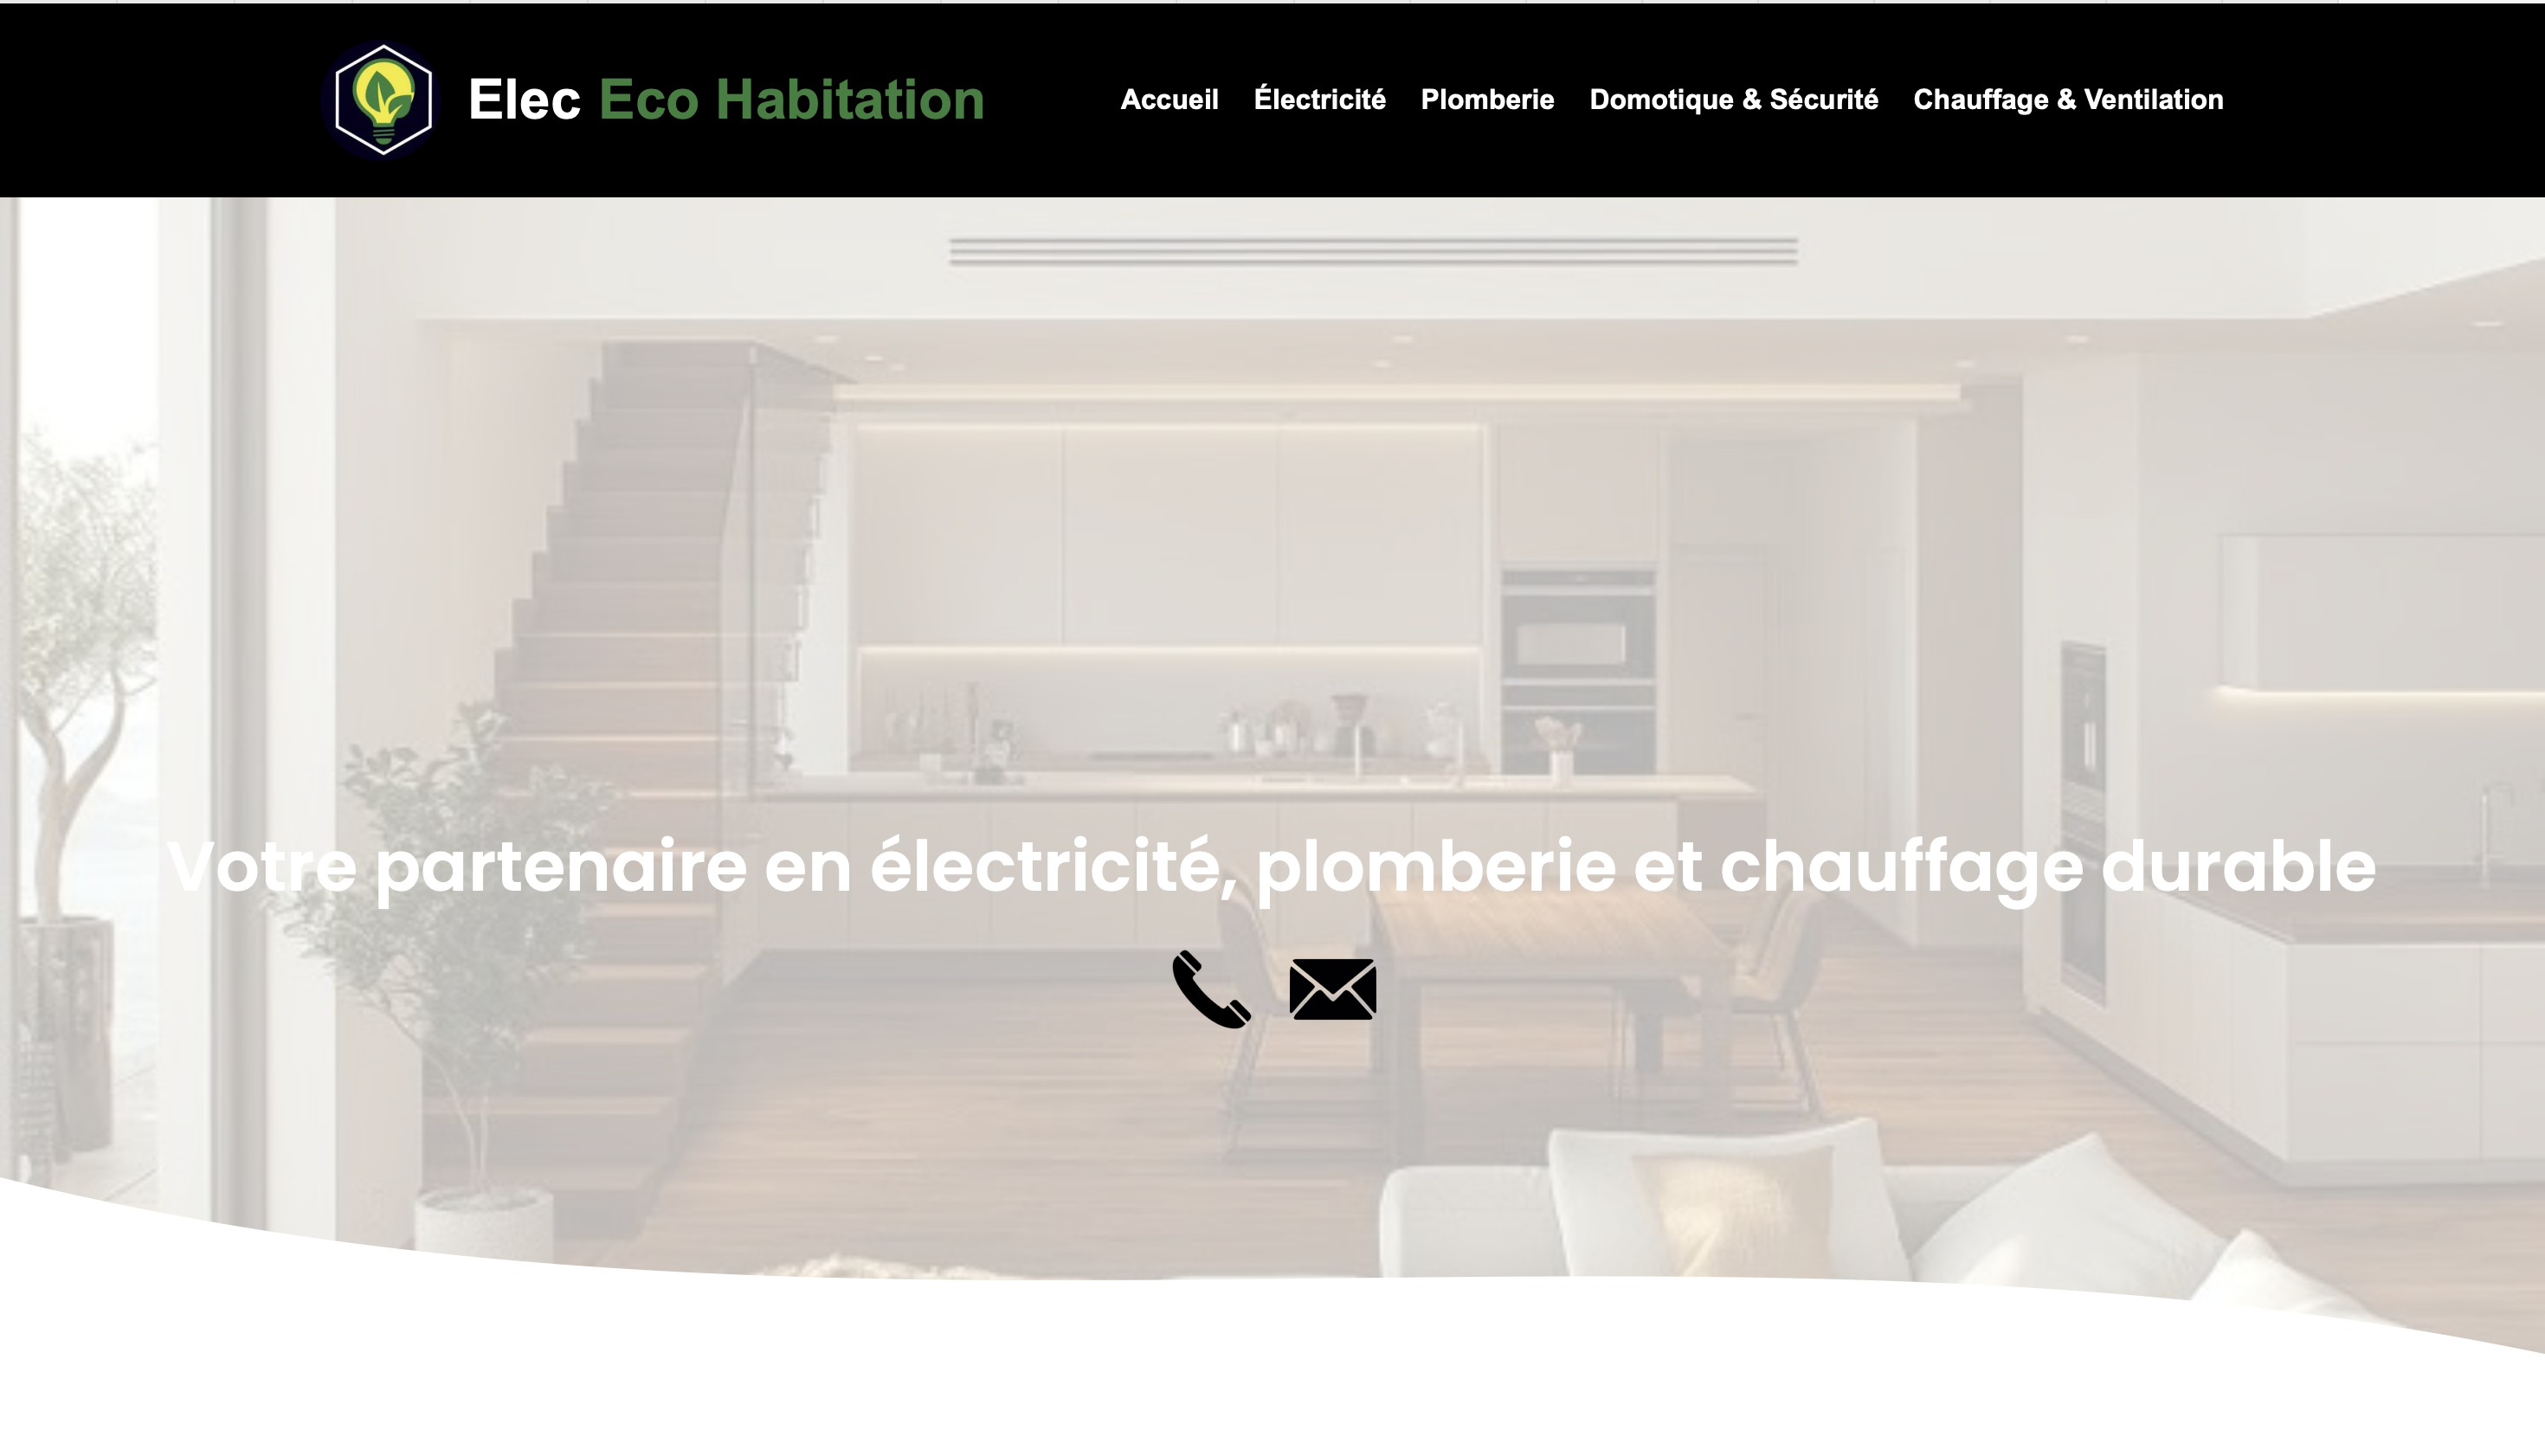 Elec Eco Habitation
Accueil Électricité Plomberie Domotique & Sécurité Chauffage & Ventilation
Votre partenaire en électricité, plomberie et chauffage durable